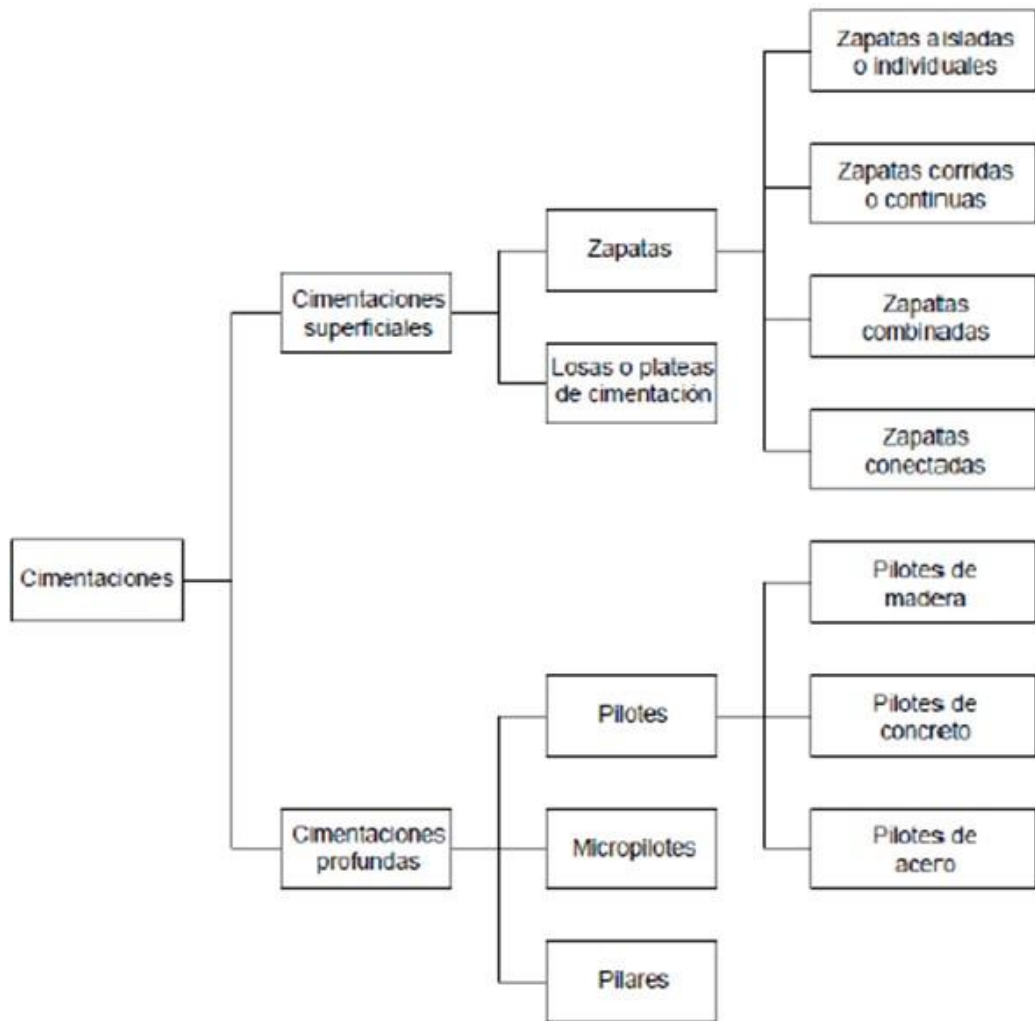 Zapatas aisladas
o individuales
Zapatas corridas
o continuas
Zapatas
Cimentaciones
superficiales
Zapatas
combinadas
Losas o plateas
de cimentación
Zapatas
conectadas
Cimentaciones
Pilotes de
madera
Pilotes
Pilotes de
concreto
Cimentaciones
profundas
Micropilotes
Pilotes de
acero
Pilares